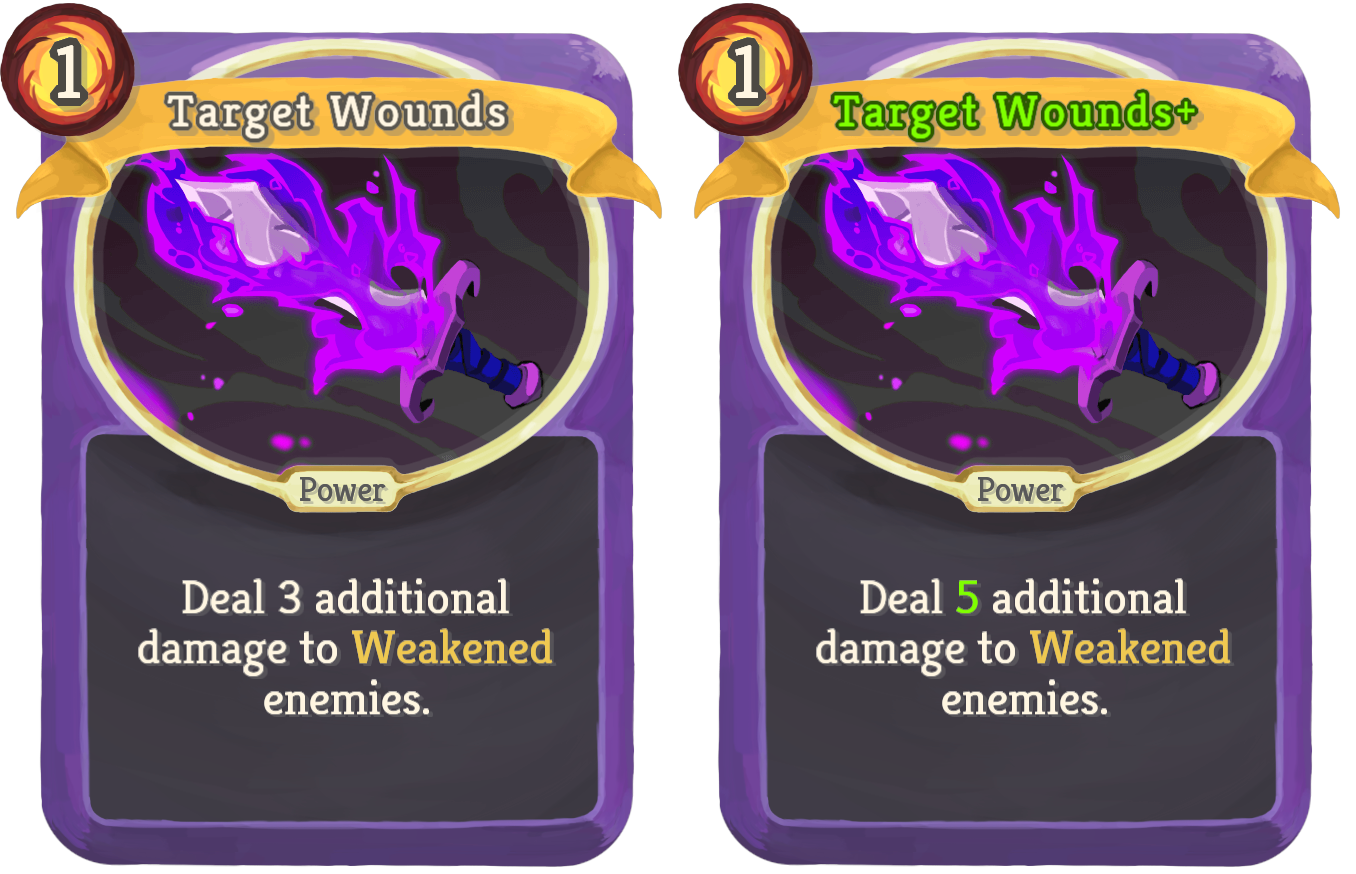 1
Target Wounds
Power
Deal 3 additional
damage to Weakened
enemies.
1
Target Wounds+
Power
Deal 5 additional
damage to Weakened
enemies.